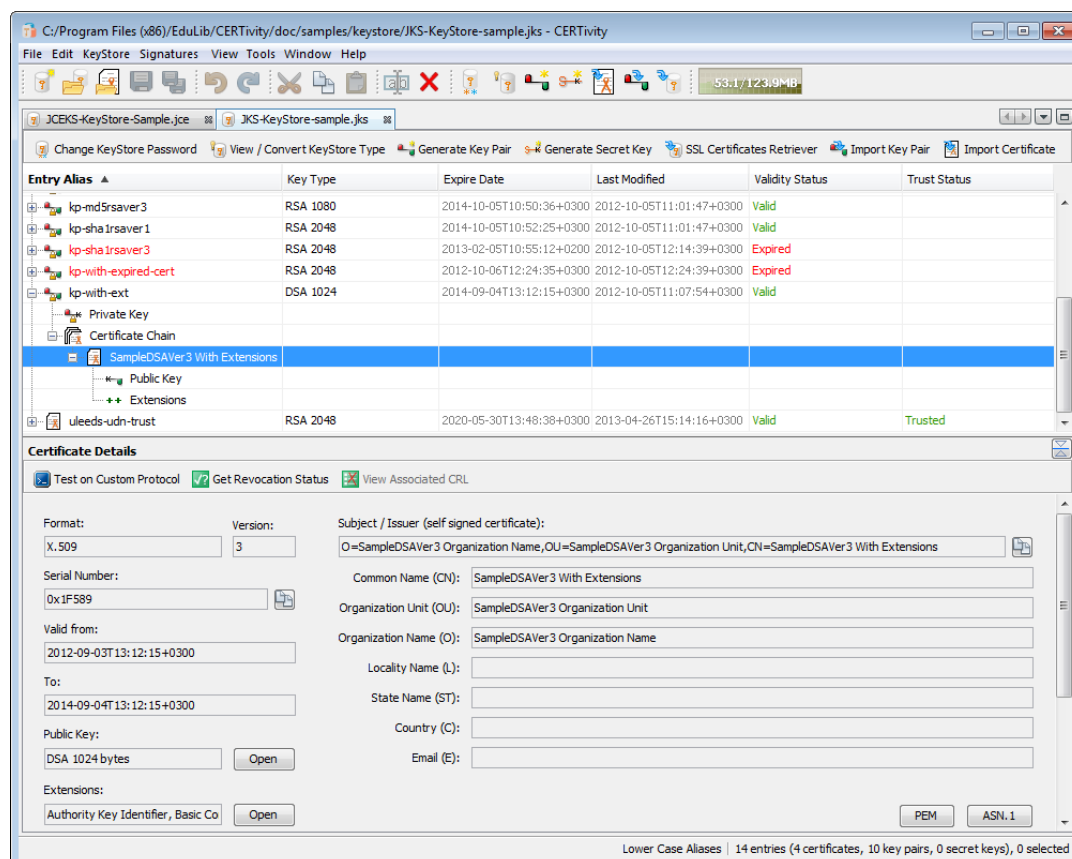 C:/Program Files (x86)/EduLib/CERTivity/doc/samples/keystore/JKS-KeyStore-sample.jks - CERTivity
File Edit KeyStore Signatures View Tools Window Help
53.1/123.9MB
JCEKS-KeyStore-Sample.jce JKS-KeyStore-sample.jks
Change KeyStore Password View / Convert KeyStore Type Generate Key Pair Generate Secret Key SSL Certificates Retriever Import Key Pair Import Certificate
Entry Alias Key Type Expire Date Last Modified Validity Status Trust Status
kp-md5rsaver3 RSA 1080 2014-10-05T10:50:36+0300 2012-10-05T11:01:47+0300 Valid
kp-sha1rsaver1 RSA 2048 2014-10-05T10:52:25+0300 2012-10-05T11:01:47+0300 Valid
kp-sha1rsaver3 RSA 2048 2013-02-05T10:55:12+0200 2012-10-05T12:14:39+0300 Expired
kp-with-expired-cert RSA 2048 2012-10-06T12:24:35+0300 2012-10-05T12:24:39+0300 Expired
kp-with-ext DSA 1024 2014-09-04T13:12:15+0300 2012-10-05T11:07:54+0300 Valid
Private Key
Certificate Chain
SampleDSAVer3 With Extensions
Public Key
Extensions
uleeds-udn-trust RSA 2048 2020-05-30T13:48:38+0300 2013-04-26T15:14:16+0300 Valid Trusted
Certificate Details
Test on Custom Protocol Get Revocation Status View Associated CRL
Format: Version: Subject / Issuer (self signed certificate):
X.509 3 O=SampleDSAVer3 Organization Name,OU=SampleDSAVer3 Organization Unit,CN=SampleDSAVer3 With Extensions
Serial Number: Common Name (CN): SampleDSAVer3 With Extensions
0x1F589 Organization Unit (OU): SampleDSAVer3 Organization Unit
Valid from: Organization Name (O): SampleDSAVer3 Organization Name
2012-09-03T13:12:15+0300 Locality Name (L):
To: State Name (ST):
2014-09-04T13:12:15+0300
Public Key: Country (C):
DSA 1024 bytes Open Email (E):
Extensions:
Authority Key Identifier, Basic Co Open PEM ASN.1
Lower Case Aliases 14 entries (4 certificates, 10 key pairs, 0 secret keys), 0 selected